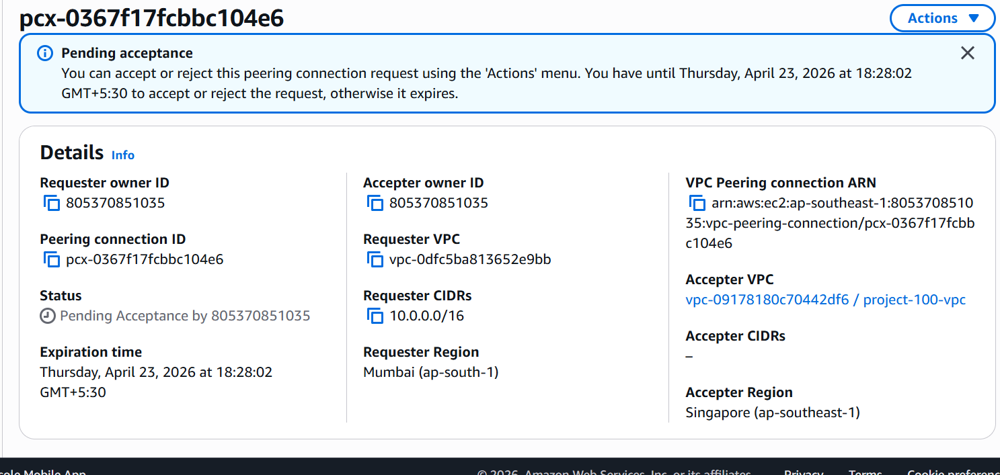 pcx-0367f17fcbbc104e6
Actions
Pending acceptance
You can accept or reject this peering connection request using the 'Actions' menu. You have until Thursday, April 23, 2026 at 18:28:02
GMT+5:30 to accept or reject the request, otherwise it expires.
Details Info
Requester owner ID
805370851035
Peering connection ID
pcx-0367f17fcbbc104e6
Status
Pending Acceptance by 805370851035
Expiration time
Thursday, April 23, 2026 at 18:28:02
GMT+5:30
Accepter owner ID
805370851035
Requester VPC
vpc-0dfc5ba813652e9bb
Requester CIDRs
10.0.0.0/16
Requester Region
Mumbai (ap-south-1)
VPC Peering connection ARN
arn:aws:ec2:ap-southeast-1:8053708510
35:vpc-peering-connection/pcx-0367f17fcbb
c104e6
Accepter VPC
vpc-09178180c70442df6 / project-100-vpc
Accepter CIDRs
–
Accepter Region
Singapore (ap-southeast-1)
Mobile App
© 2026, Amazon Web Services, Inc. or its affiliates.
Privacy
Terms
Cookie